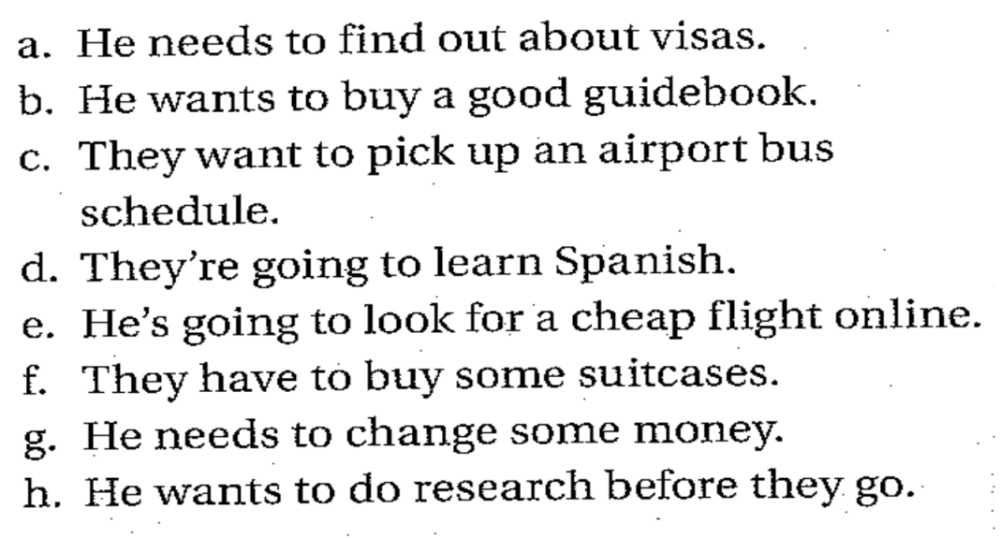 a. He needs to find out about visas.
b. He wants to buy a good guidebook.
c. They want to pick up an airport bus
schedule.
d. They're going to learn Spanish.
e. He's going to look for a cheap flight online.
f. They have to buy some suitcases.
g. He needs to change some money.
h. He wants to do research before they go.